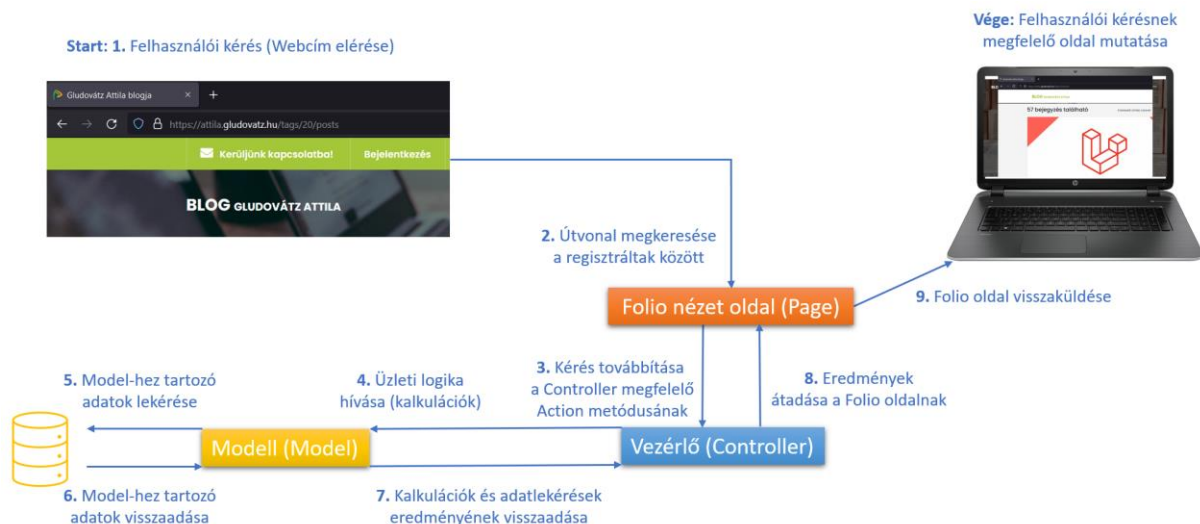 Start: 1. Felhasználói kérés (Webcím elérése)
Vége: Felhasználói kérésnek
megfelelő oldal mutatása
Gludovátz Attila blogja
https://attila.gludovatz.hu/tags/20/posts
Kerüljünk kapcsolatba!
Bejelentkezés
BLOG GLUDOVÁTZ ATTILA
57 bejegyzés található
2. Útvonal megkeresése
a regisztráltak között
Folio nézet oldal (Page)
9. Folio oldal visszaküldése
3. Kérés továbbítása
a Controller megfelelő
Action metódusának
8. Eredmények
átadása a Folio oldalnak
5. Model-hez tartozó
adatok lekérése
4. Üzleti logika
hívása (kalkulációk)
Modell (Model)
Vezérlő (Controller)
6. Model-hez tartozó
adatok visszaadása
7. Kalkulációk és adatlekérések
eredményének visszaadása